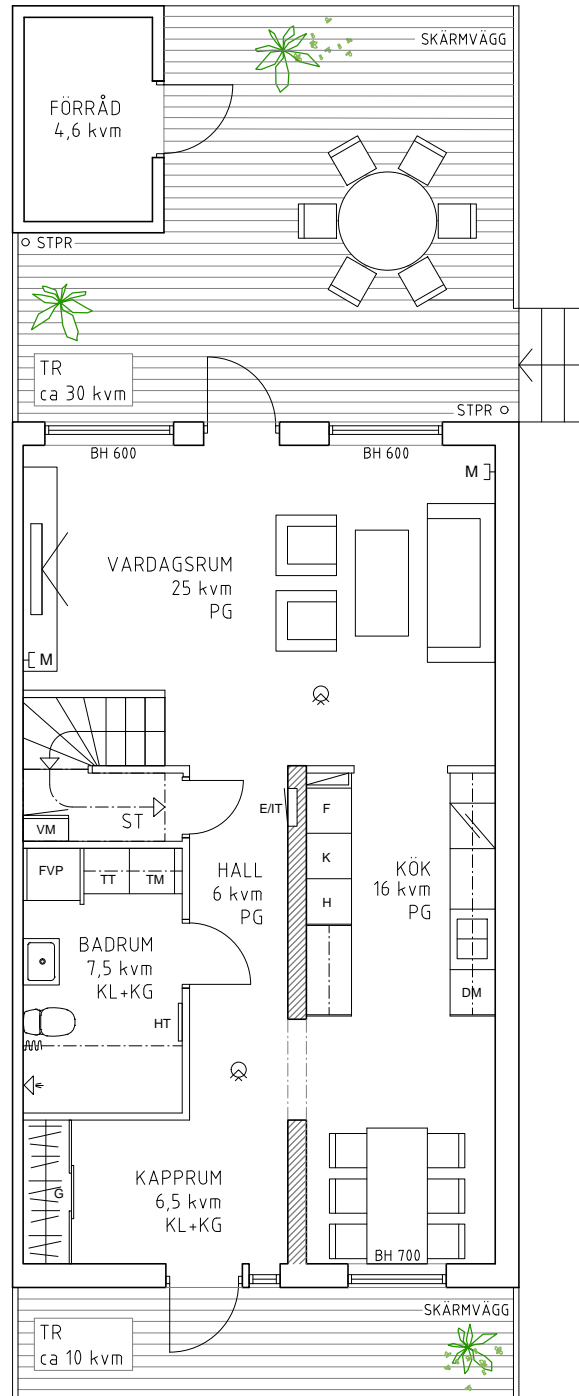 SKÄRMVÄGG
FÖRRÅD
4,6 kvm
STPR
TR
ca 30 kvm
STPR
BH 600
BH 600
M
VARDAGSRUM
25 kvm
PG
M
ST
VM
E/IT
F
K
H
HALL
6 kvm
PG
KÖK
16 kvm
PG
FVP
TT
TM
BADRUM
7,5 kvm
KL+KG
DM
HT
KAPPRUM
6,5 kvm
KL+KG
G
BH 700
SKÄRMVÄGG
TR
ca 10 kvm